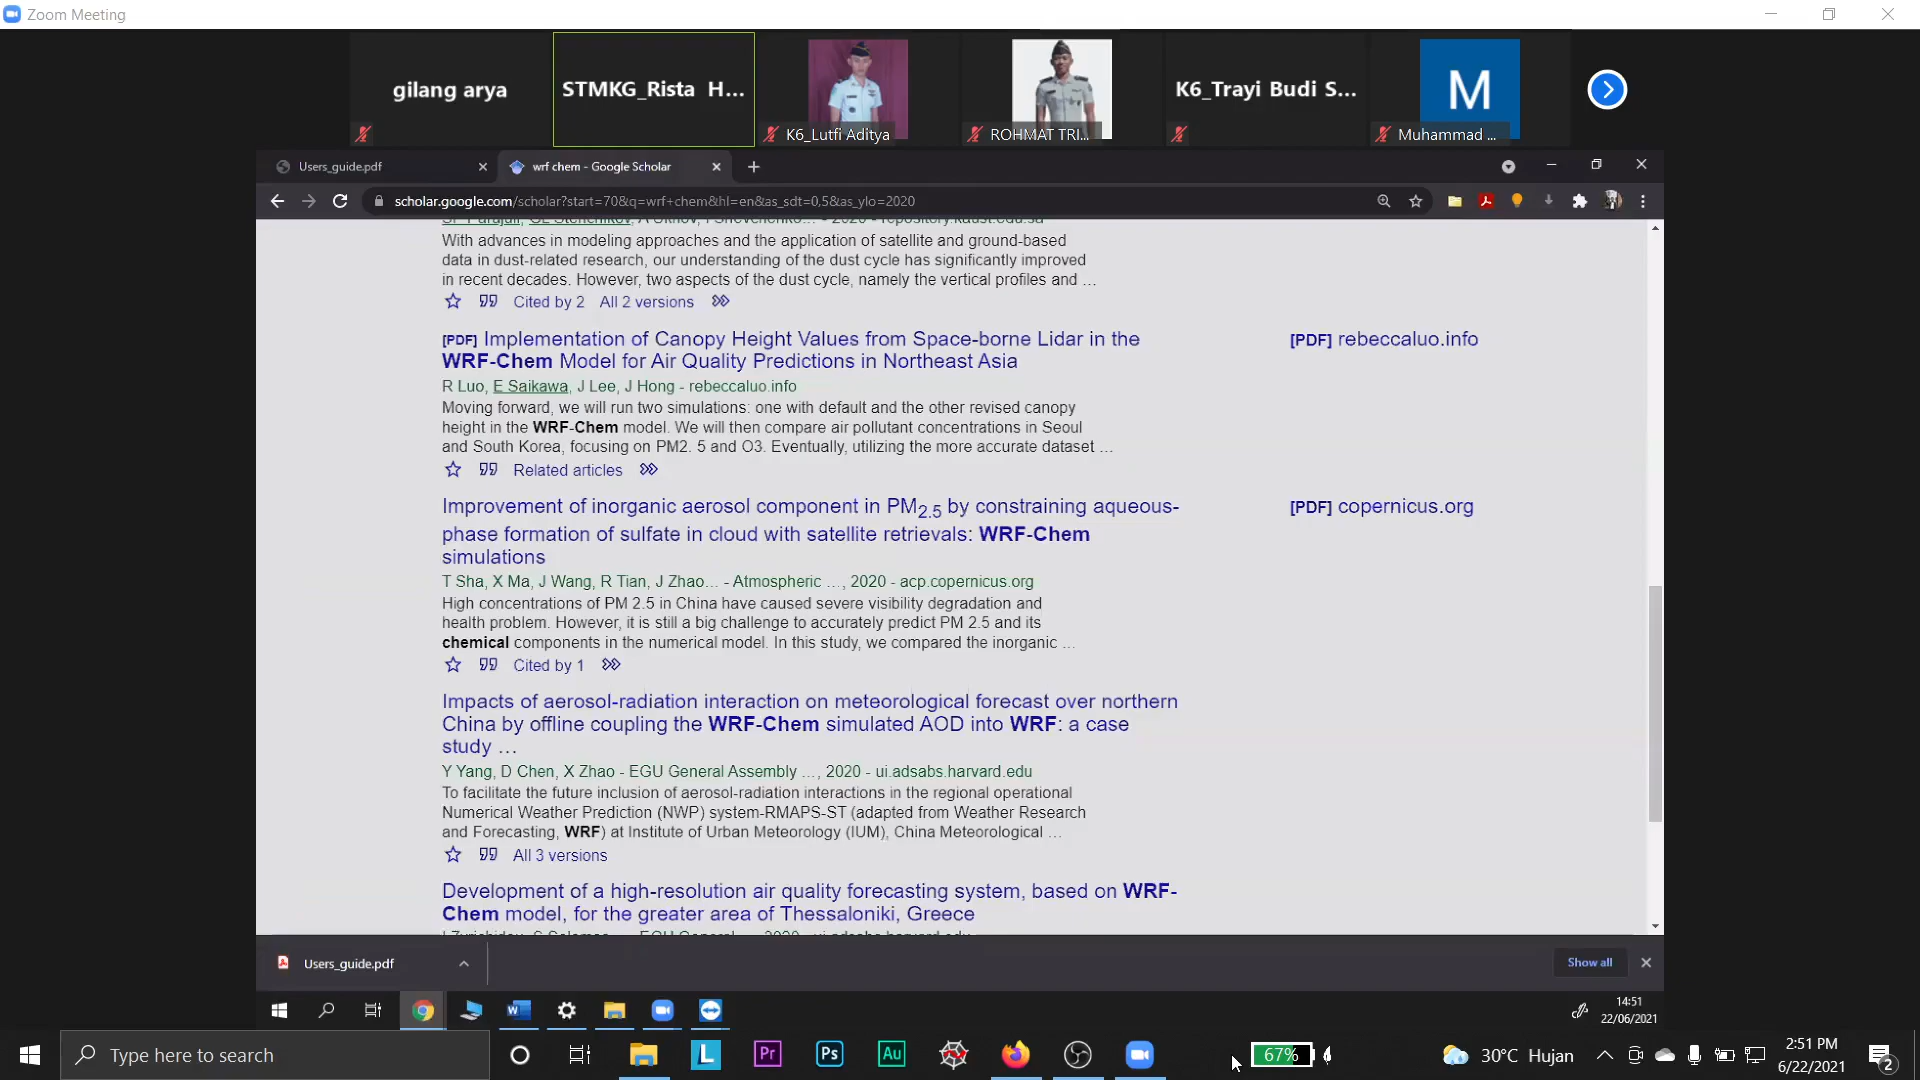 Zoom Meeting
gilang arya
STMKG_Rista H...
K6_Lutfi Aditya
ROHMAT TRI...
K6_Trayi Budi S...
M
Muhammad ...
Users_guide.pdf
wrf chem - Google Scholar
scholar.google.com/scholar?start=70&q=wrf+chem&hl=en&as_sdt=0,5&as_ylo=2020
With advances in modeling approaches and the application of satellite and ground-based
data in dust-related research, our understanding of the dust cycle has significantly improved
in recent decades. However, two aspects of the dust cycle, namely the vertical profiles and ...
Cited by 2 All 2 versions
[PDF] Implementation of Canopy Height Values from Space-borne Lidar in the
WRF-Chem Model for Air Quality Predictions in Northeast Asia
[PDF] rebeccaluo.info
R Luo, E Saikawa, J Lee, J Hong - rebeccaluo.info
Moving forward, we will run two simulations: one with default and the other revised canopy
height in the WRF-Chem model. We will then compare air pollutant concentrations in Seoul
and South Korea, focusing on PM2. 5 and O3. Eventually, utilizing the more accurate dataset ...
Related articles
Improvement of inorganic aerosol component in PM2.5 by constraining aqueous-
phase formation of sulfate in cloud with satellite retrievals: WRF-Chem
simulations
[PDF] copernicus.org
T Sha, X Ma, J Wang, R Tian, J Zhao... - Atmospheric ..., 2020 - acp.copernicus.org
High concentrations of PM 2.5 in China have caused severe visibility degradation and
health problem. However, it is still a big challenge to accurately predict PM 2.5 and its
chemical components in the numerical model. In this study, we compared the inorganic ...
Cited by 1
Impacts of aerosol-radiation interaction on meteorological forecast over northern
China by offline coupling the WRF-Chem simulated AOD into WRF: a case
study ...
Y Yang, D Chen, X Zhao - EGU General Assembly ..., 2020 - ui.adsabs.harvard.edu
To facilitate the future inclusion of aerosol-radiation interactions in the regional operational
Numerical Weather Prediction (NWP) system-RMAPS-ST (adapted from Weather Research
and Forecasting, WRF) at Institute of Urban Meteorology (IUM), China Meteorological ...
All 3 versions
Development of a high-resolution air quality forecasting system, based on WRF-
Chem model, for the greater area of Thessaloniki, Greece
Users_guide.pdf
Show all
14:51
22/06/2021
Type here to search
L
Pr
Ps
Au
67%
30°C Hujan
2:51 PM
6/22/2021
2